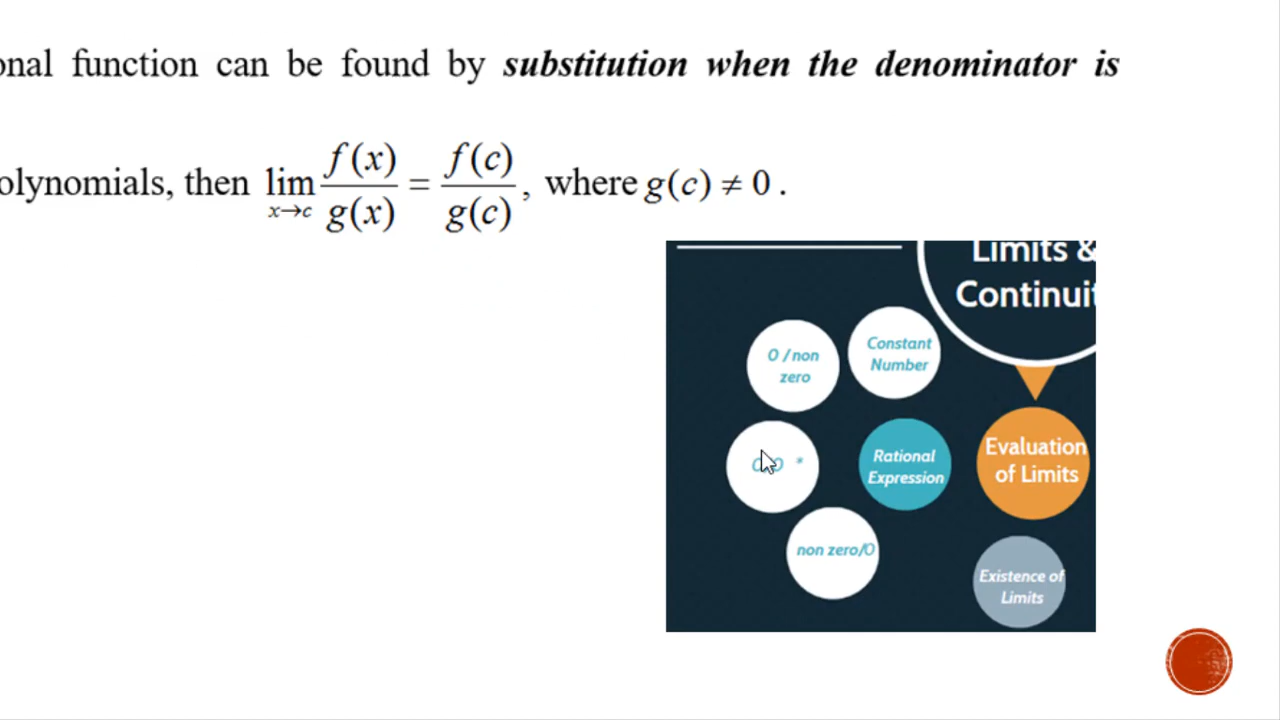 onal function can be found by substitution when the denominator is
olynomials, then lim x→c f(x)/g(x) = f(c)/g(c), where g(c) ≠ 0 .
Limits &
Continuit
0 / non
zero
Constant
Number
*
Rational
Expression
Evaluation
of Limits
non zero/0
Existence of
Limits